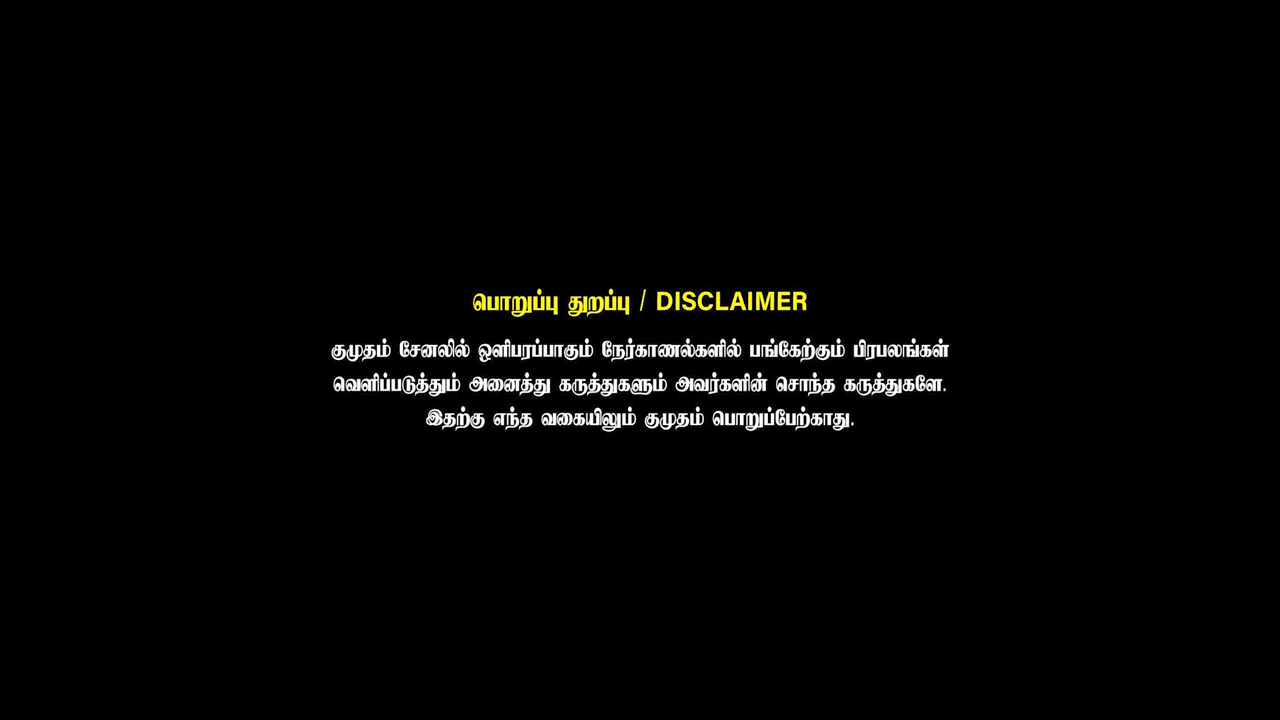 பொறுப்பு துறப்பு / DISCLAIMER
குமுதம் சேனலில் ஒளிபரப்பாகும் நேர்காணல்களில் பங்கேற்கும் பிரபலங்கள்
வெளிப்படுத்தும் அனைத்து கருத்துகளும் அவர்களின் சொந்த கருத்துகளே.
இதற்கு எந்த வகையிலும் குமுதம் பொறுப்பேற்காது.